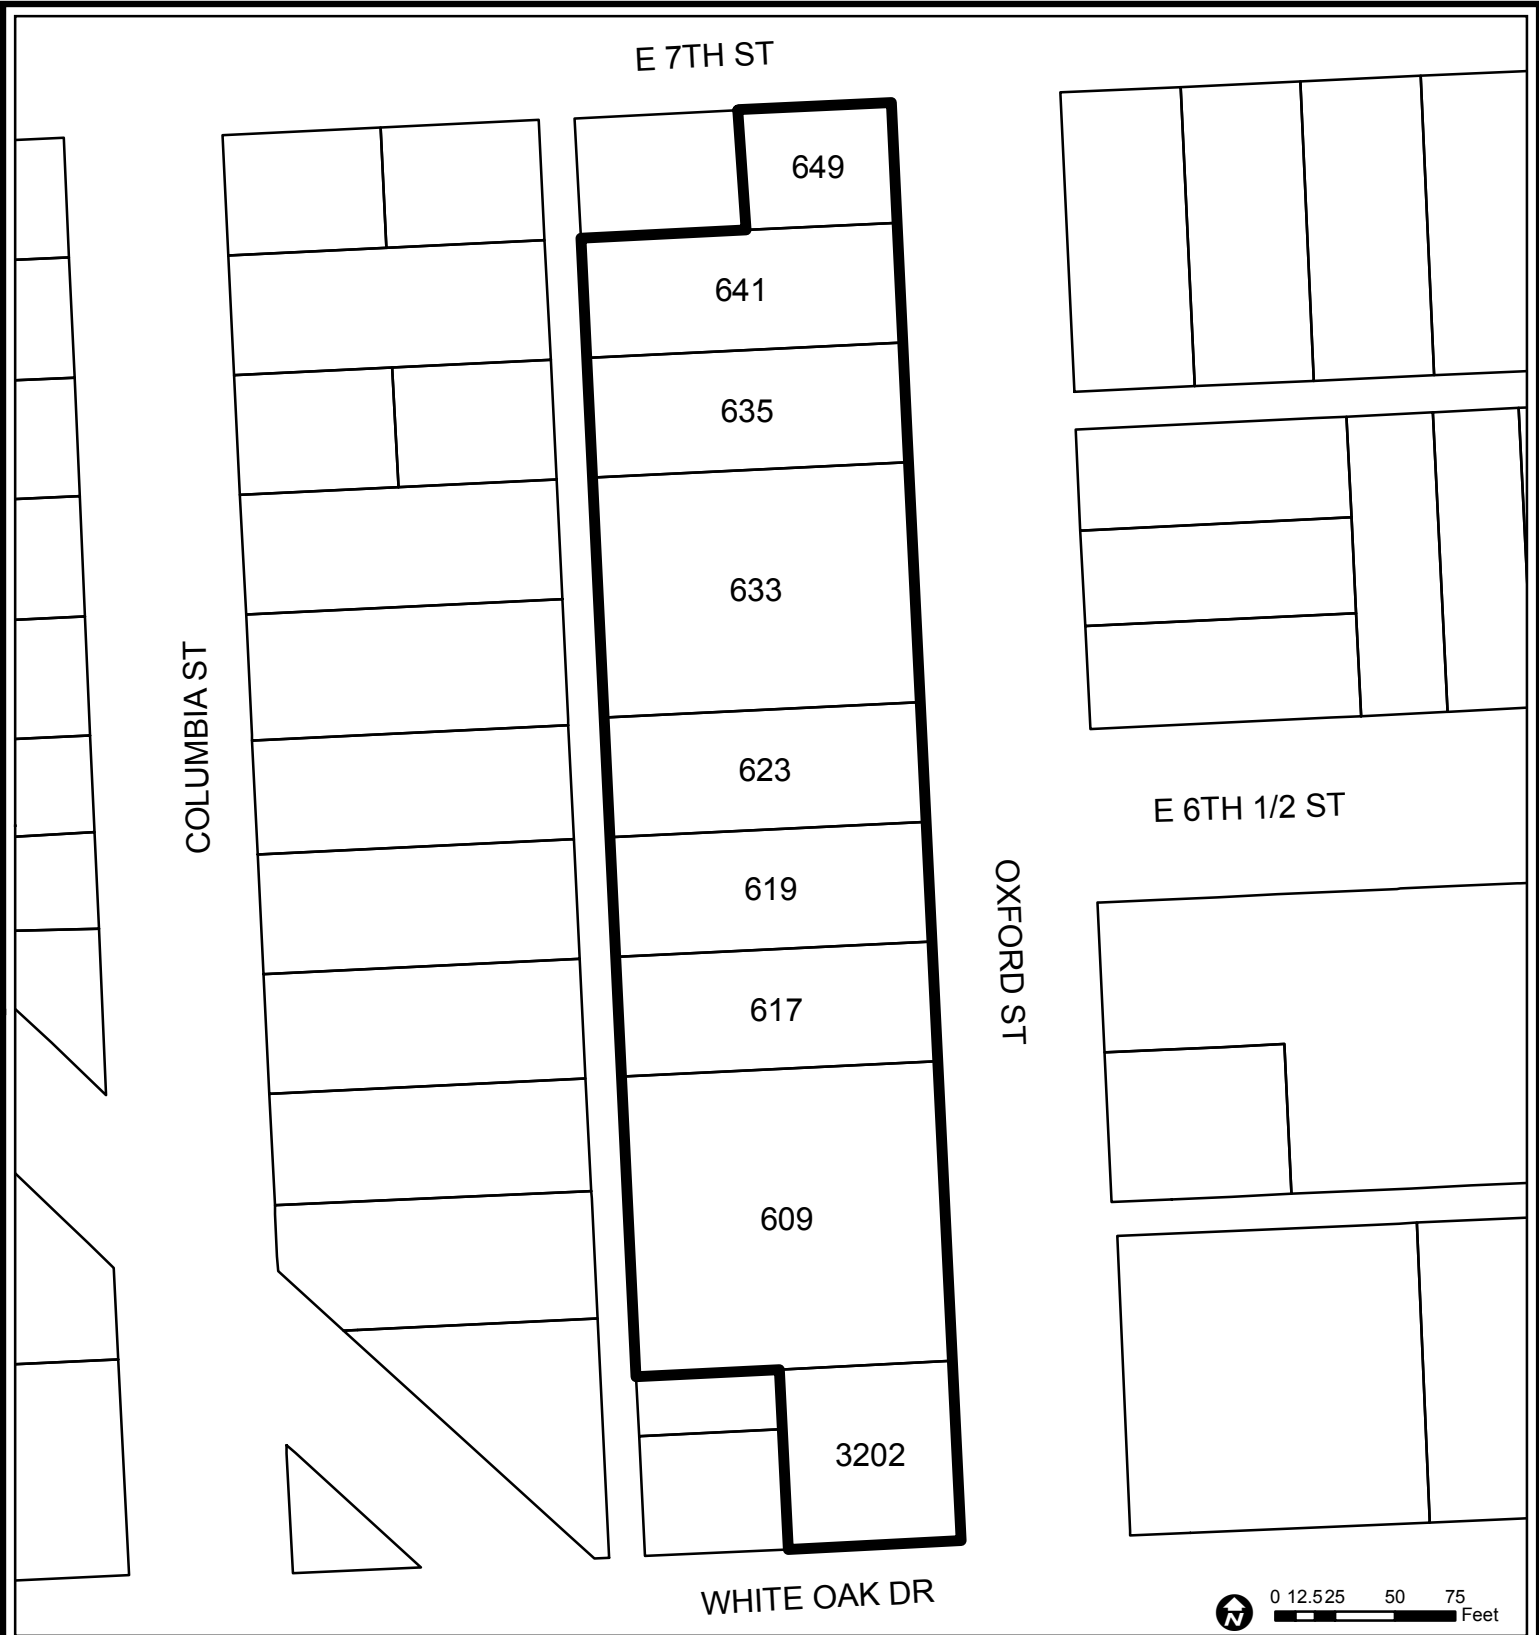 E 7TH ST
649
641
635
633
COLUMBIA ST
623
E 6TH 1/2 ST
619
OXFORD ST
617
609
3202
WHITE OAK DR
N
0 12.5 25 50 75
Feet